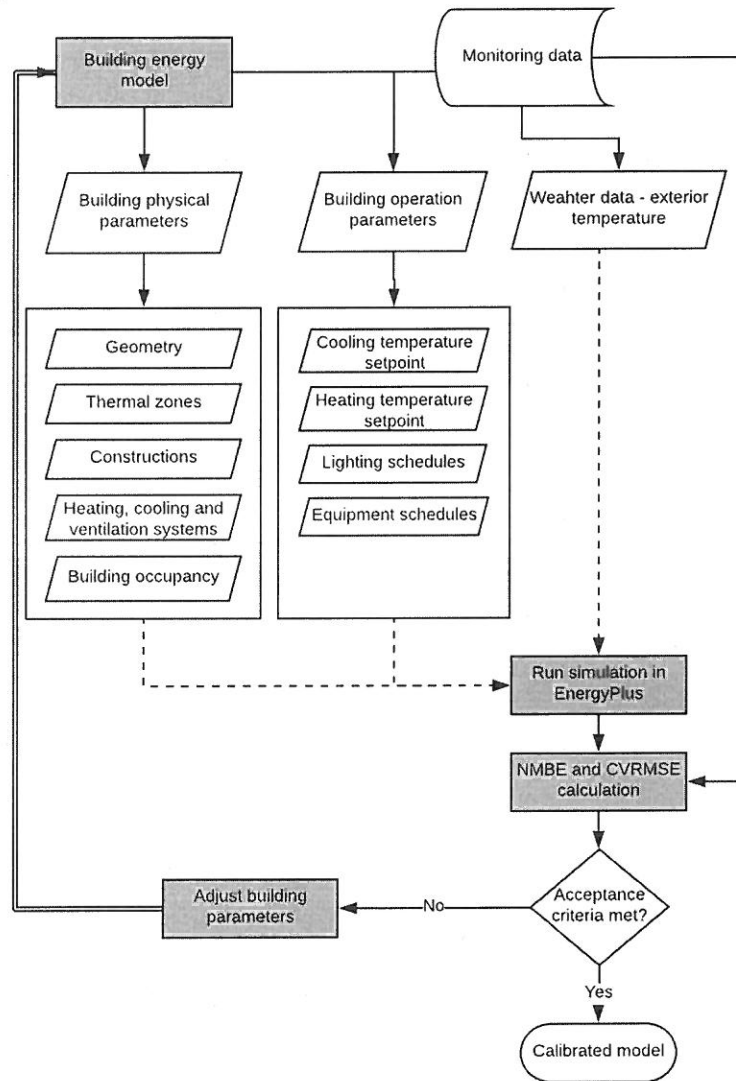 Building energy
model
Monitoring data
Building physical
parameters
Building operation
parameters
Weahter data - exterior
temperature
Geometry
Thermal zones
Constructions
Heating, cooling and
ventilation systems
Building occupancy
Cooling temperature
setpoint
Heating temperature
setpoint
Lighting schedules
Equipment schedules
Run simulation in
EnergyPlus
NMBE and CVRMSE
calculation
Acceptance
criteria met?
No
Adjust building
parameters
Yes
Calibrated model